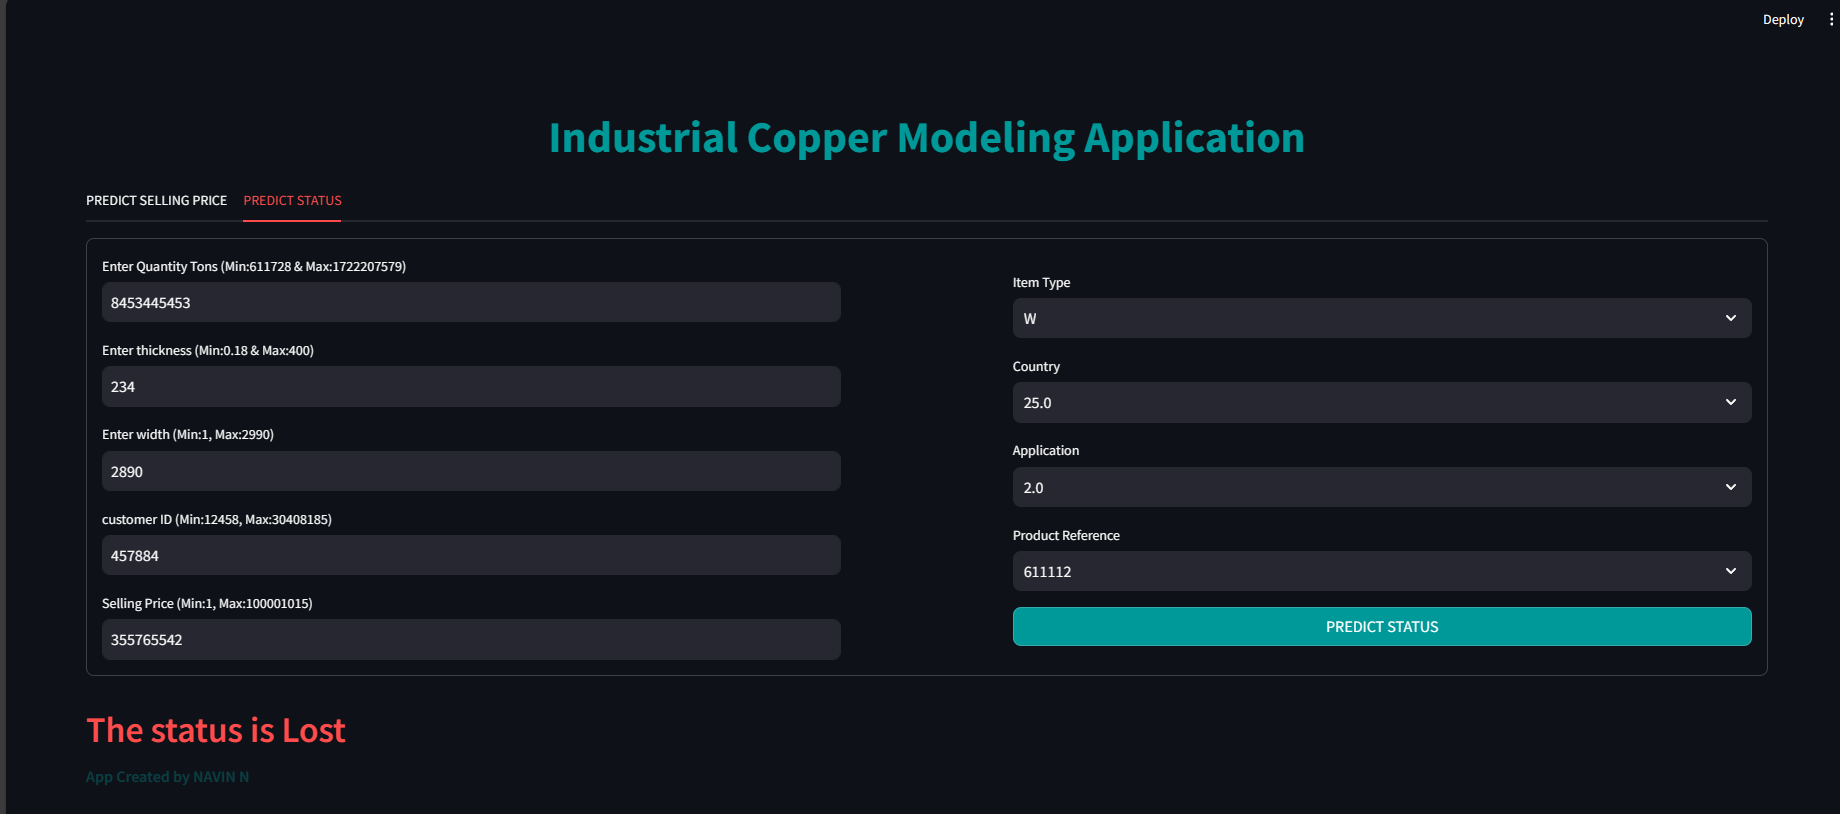 Deploy
Industrial Copper Modeling Application
PREDICT SELLING PRICE PREDICT STATUS
Enter Quantity Tons (Min:611728 & Max:1722207579)
8453445453
Enter thickness (Min:0.18 & Max:400)
234
Enter width (Min:1, Max:2990)
2890
customer ID (Min:12458, Max:30408185)
457884
Selling Price (Min:1, Max:100001015)
355765542
Item Type
W
Country
25.0
Application
2.0
Product Reference
611112
PREDICT STATUS
The status is Lost
App Created by NAVIN N